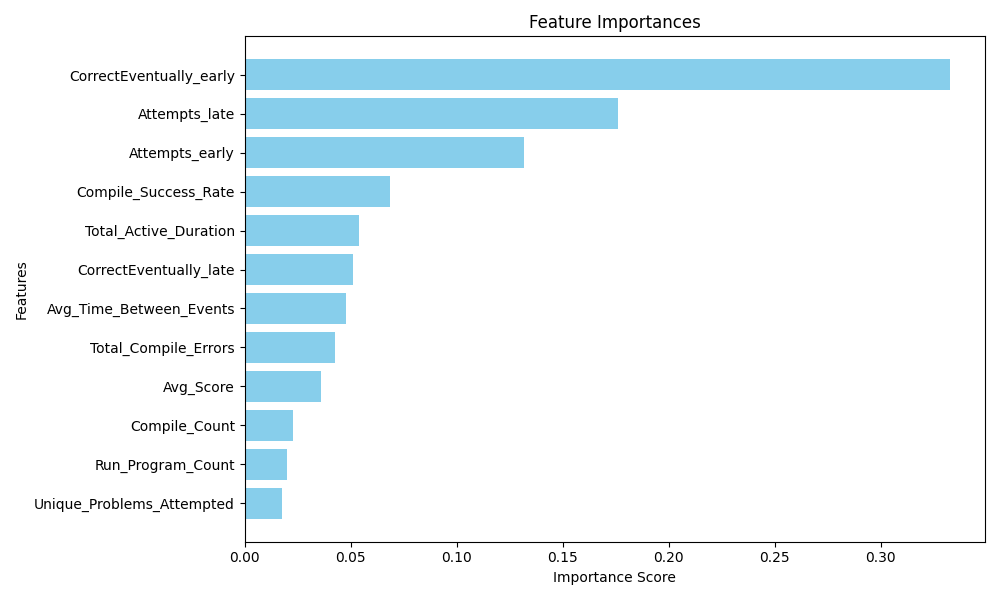 Feature Importances
CorrectEventually_early
Attempts_late
Attempts_early
Compile_Success_Rate
Total_Active_Duration
CorrectEventually_late
Avg_Time_Between_Events
Total_Compile_Errors
Avg_Score
Compile_Count
Run_Program_Count
Unique_Problems_Attempted
Features
0.00 0.05 0.10 0.15 0.20 0.25 0.30
Importance Score